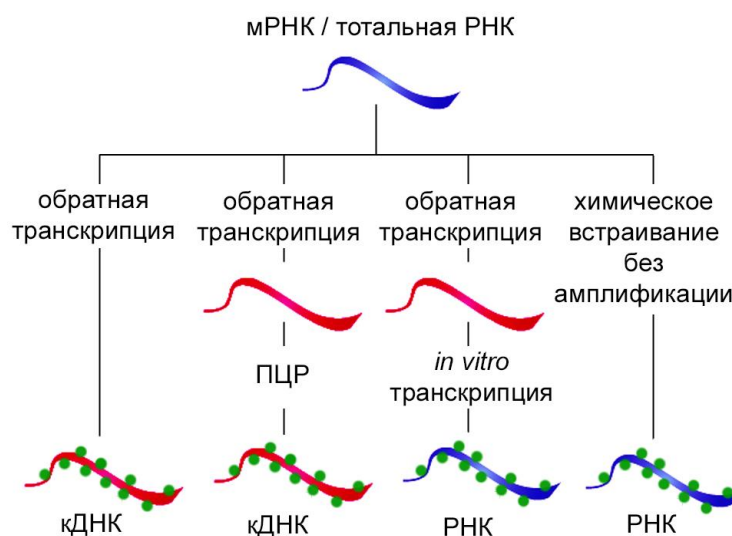 мРНК / тотальная РНК
обратная
транскрипция
обратная
транскрипция
обратная
транскрипция
химическое
встраивание
без
амплификации
ПЦР
in vitro
транскрипция
кДНК
кДНК
РНК
РНК